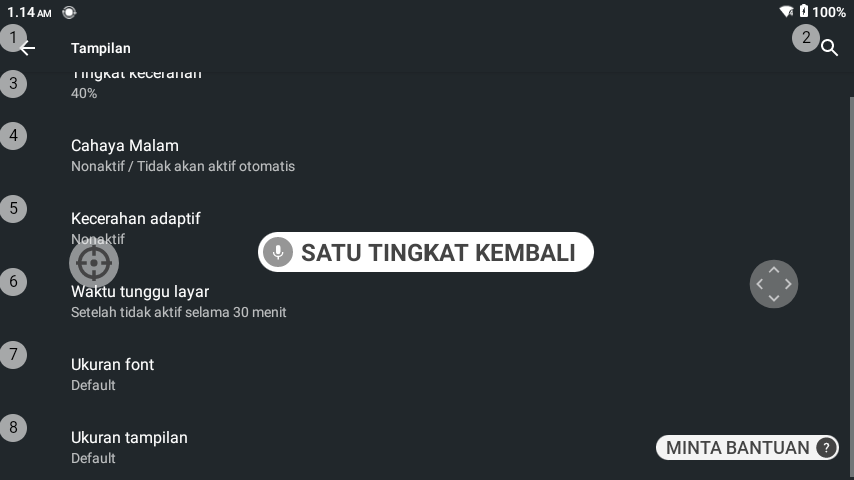 1.14 AM
100%
1
Tampilan
2
3
Tingkat kecerahan
40%
4
Cahaya Malam
Nonaktif / Tidak akan aktif otomatis
5
Kecerahan adaptif
Nonaktif
SATU TINGKAT KEMBALI
6
Waktu tunggu layar
Setelah tidak aktif selama 30 menit
7
Ukuran font
Default
8
Ukuran tampilan
Default
MINTA BANTUAN ?